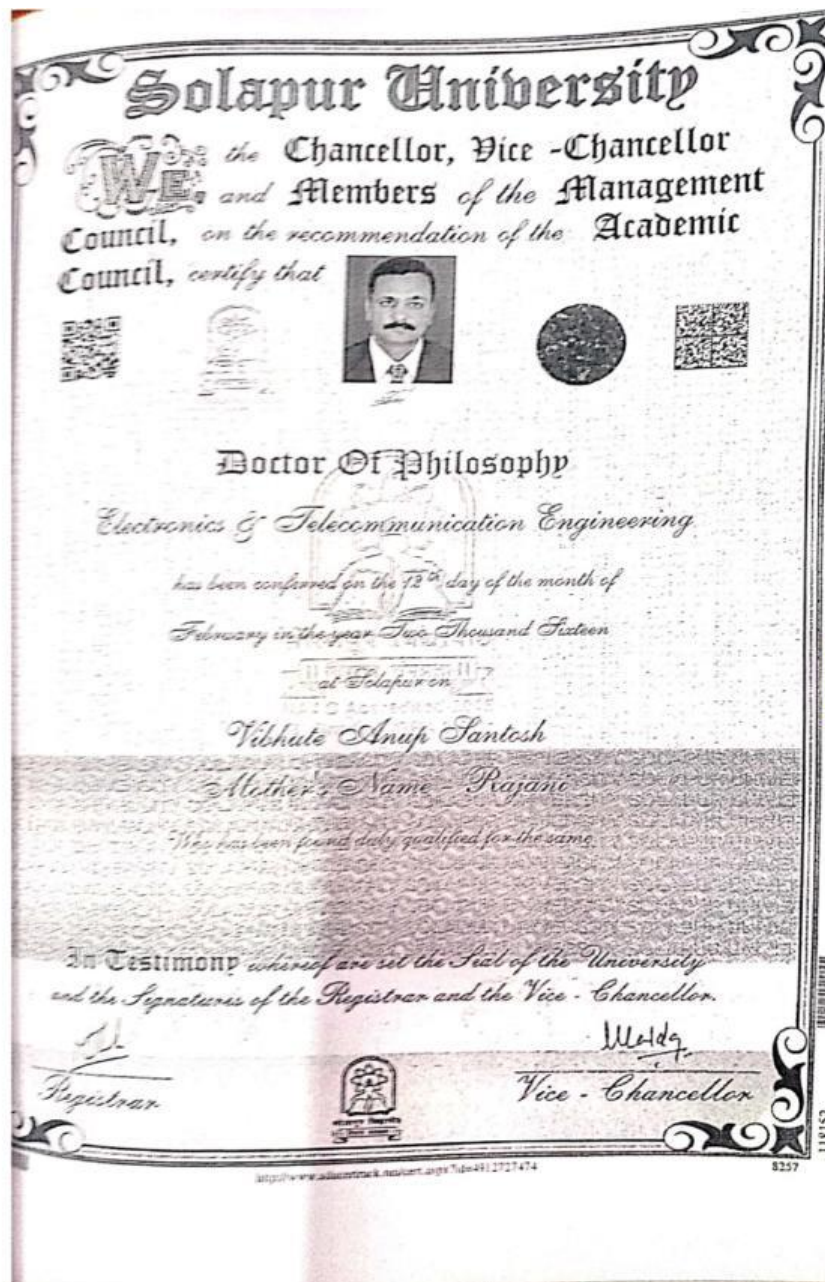 Solapur University
WE the Chancellor, Vice -Chancellor
and Members of the Management
Council, on the recommendation of the Academic
Council, certify that
Doctor Of Philosophy
Electronics & Telecommunication Engineering
has been conferred on the 12th day of the month of
February in the year Two Thousand Sixteen
at Solapur on
Vibhute Anup Santosh
Mother's Name - Rajani
Who has been found duly qualified for the same
In Testimony whereof are set the Seal of the University
and the Signatures of the Registrar and the Vice - Chancellor.
Registrar
Vice - Chancellor
8257